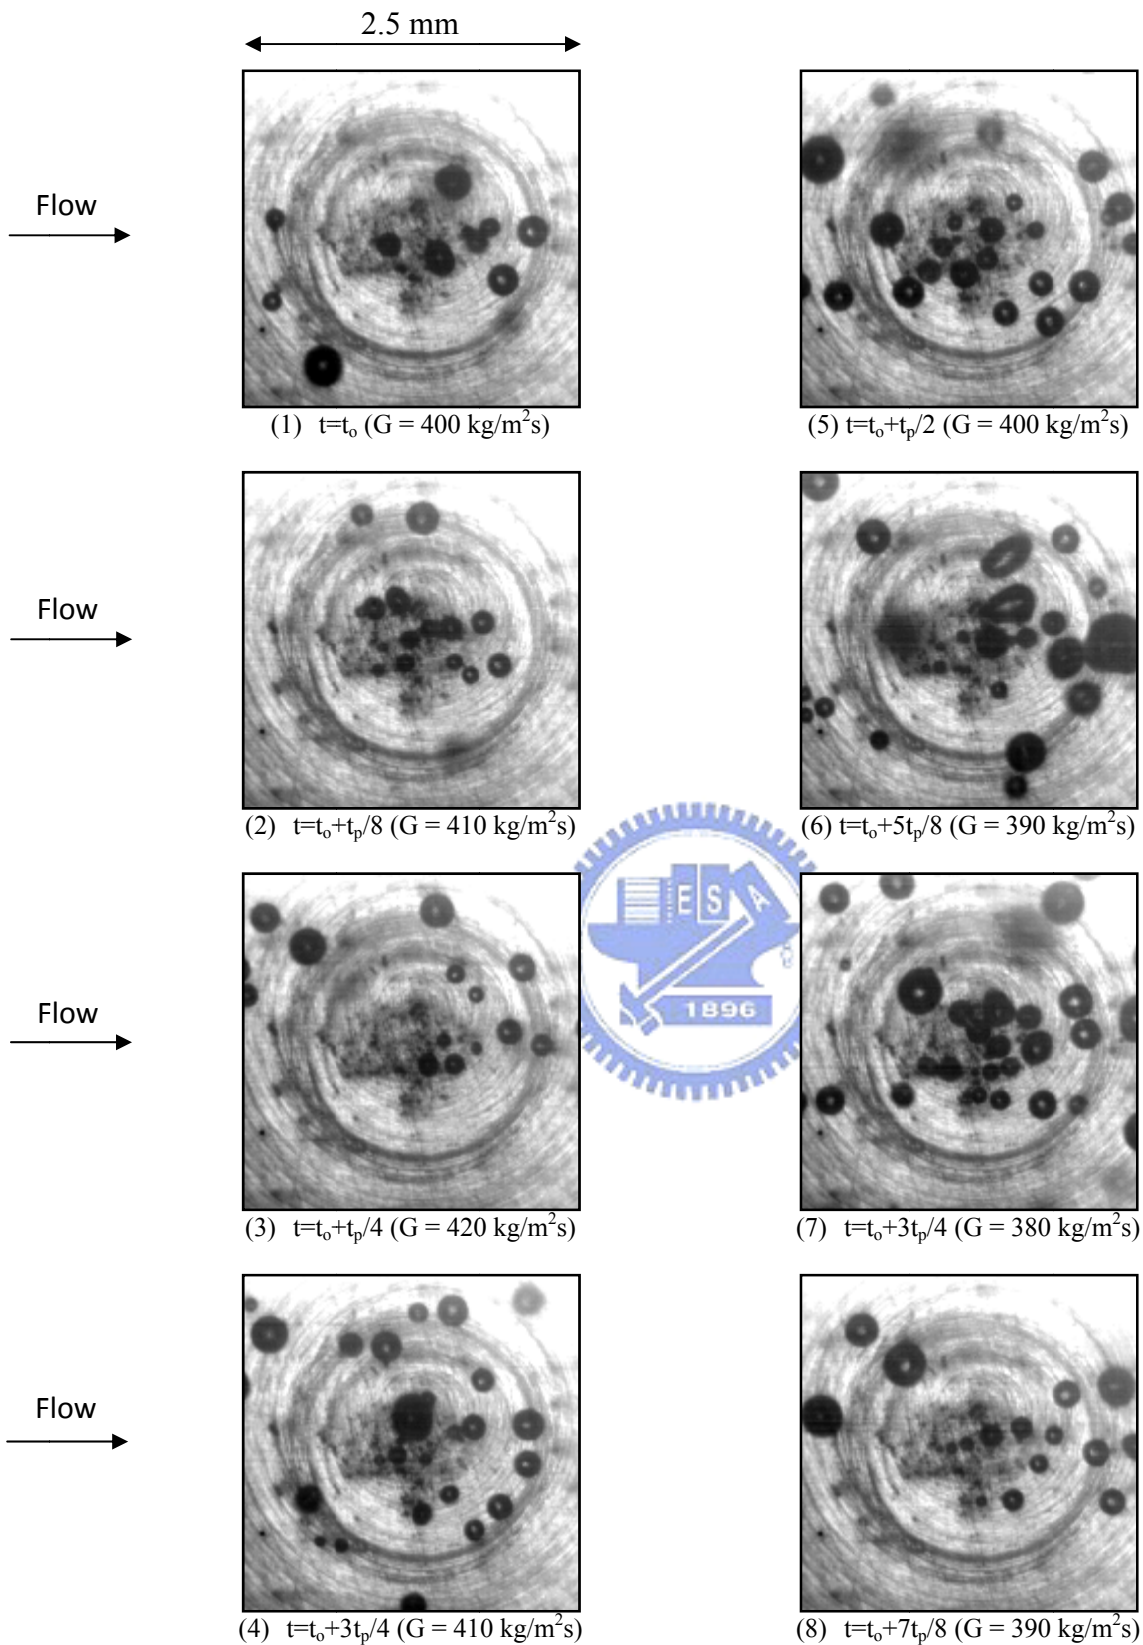 2.5 mm
Flow
(1) t=tₒ (G = 400 kg/m²s)
(5) t=tₒ+tₚ/2 (G = 400 kg/m²s)
Flow
(2) t=tₒ+tₚ/8 (G = 410 kg/m²s)
(6) t=tₒ+5tₚ/8 (G = 390 kg/m²s)
E S A
1896
Flow
(3) t=tₒ+tₚ/4 (G = 420 kg/m²s)
(7) t=tₒ+3tₚ/4 (G = 380 kg/m²s)
Flow
(4) t=tₒ+3tₚ/4 (G = 410 kg/m²s)
(8) t=tₒ+7tₚ/8 (G = 390 kg/m²s)